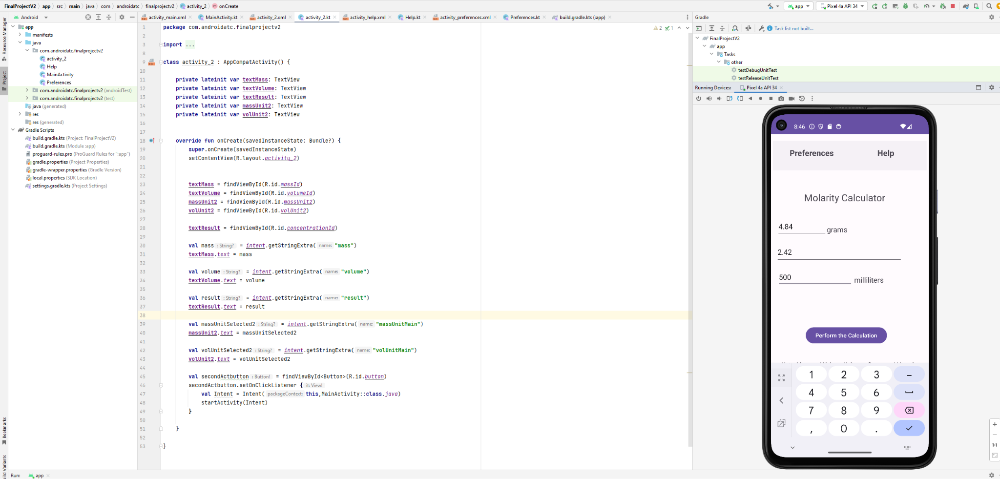 FinalProjectV2 app src main java com androidatc finalprojectv2 activity_2 onCreate
app Pixel 4a API 34
Android
activity_main.xml MainActivity.kt activity_2.xml activity_2.kt activity_help.xml Help.kt activity_preferences.xml Preferences.kt build.gradle.kts (:app)
Gradle
Resource Manager
Project
Bookmarks
app
manifests
java
com.androidatc.finalprojectv2
activity_2
Help
MainActivity
Preferences
com.androidatc.finalprojectv2 (androidTest)
com.androidatc.finalprojectv2 (test)
java (generated)
res
res (generated)
Gradle Scripts
build.gradle.kts (Project: FinalProjectV2)
build.gradle.kts (Module :app)
proguard-rules.pro (ProGuard Rules for ":app")
gradle.properties (Project Properties)
gradle-wrapper.properties (Gradle Version)
local.properties (SDK Location)
settings.gradle.kts (Project Settings)
2 1
1 package com.androidatc.finalprojectv2
2
3 import ...
8
9 class activity_2 : AppCompatActivity() {
10
11 private lateinit var textMass: TextView
12 private lateinit var textVolume: TextView
13 private lateinit var textResult: TextView
14 private lateinit var massUnit2: TextView
15 private lateinit var volUnit2: TextView
16
17
18 override fun onCreate(savedInstanceState: Bundle?) {
19 super.onCreate(savedInstanceState)
20 setContentView(R.layout.activity_2)
21
22
23 textMass = findViewById(R.id.massId)
24 textVolume = findViewById(R.id.volumeId)
25 massUnit2 = findViewById(R.id.massUnit2)
26 volUnit2 = findViewById(R.id.volUnit2)
27
28 textResult = findViewById(R.id.concentrationId)
29
30 val mass : String? = intent.getStringExtra( name: "mass")
31 textMass.text = mass
32
33 val volume : String? = intent.getStringExtra( name: "volume")
34 textVolume.text = volume
35
36 val result : String? = intent.getStringExtra( name: "result")
37 textResult.text = result
38
39 val massUnitSelected2 : String? = intent.getStringExtra( name: "massUnitMain")
40 massUnit2.text = massUnitSelected2
41
42 val volUnitSelected2 : String? = intent.getStringExtra( name: "volUnitMain")
43 volUnit2.text = volUnitSelected2
44
45 val secondActbutton : Button! = findViewById<Button>(R.id.button)
46 secondActbutton.setOnClickListener { it: View!
47 val Intent = Intent( packageContext: this,MainActivity::class.java)
48 startActivity(Intent)
49 }
50
51 }
52
53 }
Task list not built...
FinalProjectV2
app
Tasks
other
testDebugUnitTest
testReleaseUnitTest
Running Devices: Pixel 4a API 34
8:46
Preferences Help
Molarity Calculator
4.84 grams
2.42
500 milliliters
Perform the Calculation
1 2 3 –
4 5 6
7 8 9
, 0 .
1:1
Run: app